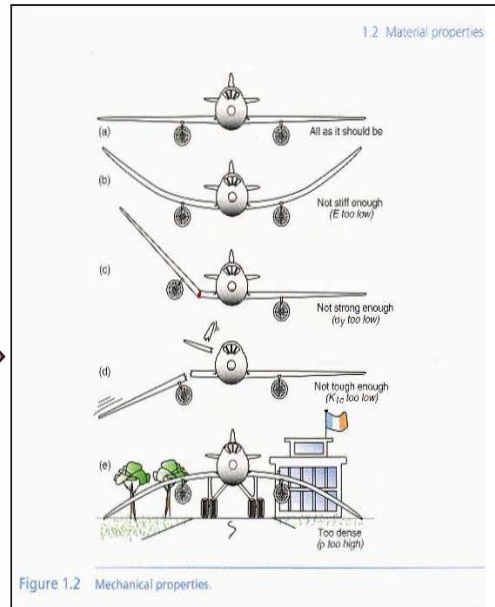 1.2 Material properties
(a)
All as it should be
(b)
Not stiff enough
(E too low)
(c)
Not strong enough
(σy too low)
(d)
Not tough enough
(K1c too low)
(e)
Too dense
(ρ too high)
Figure 1.2 Mechanical properties.